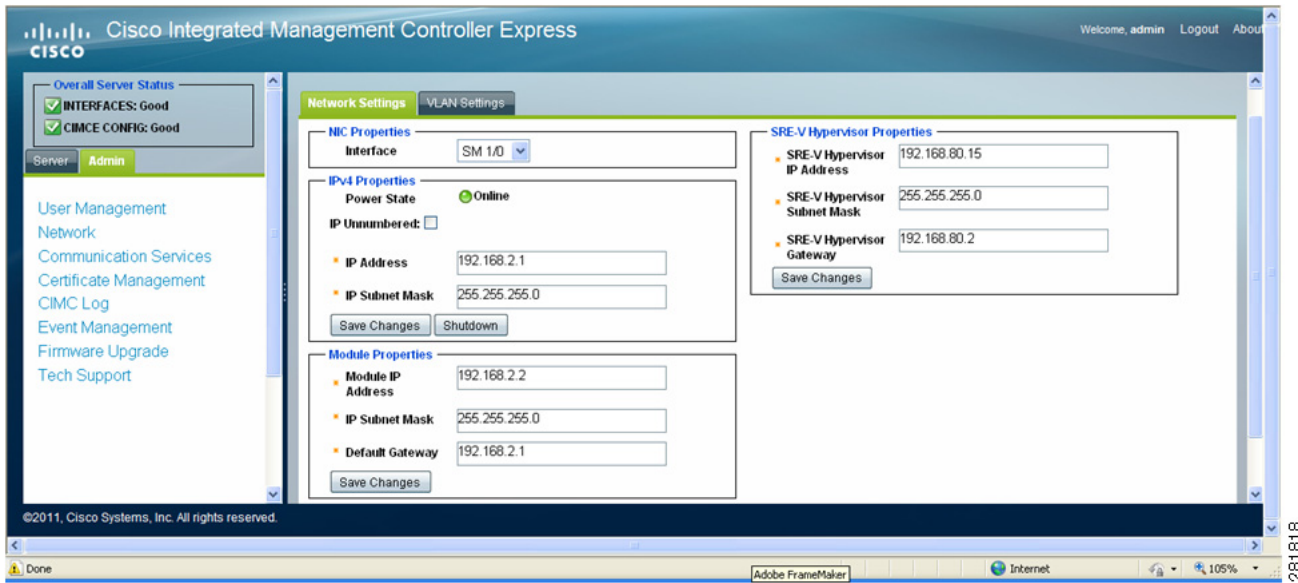 CISCO
Cisco Integrated Management Controller Express
Welcome, admin Logout About
Overall Server Status
INTERFACES: Good
CIMCE CONFIG: Good
Server Admin
User Management
Network
Communication Services
Certificate Management
CIMC Log
Event Management
Firmware Upgrade
Tech Support
Network Settings VLAN Settings
NIC Properties
Interface SM 1/0
IPv4 Properties
Power State Online
IP Unnumbered:
* IP Address 192.168.2.1
* IP Subnet Mask 255.255.255.0
Save Changes Shutdown
Module Properties
* Module IP Address 192.168.2.2
* IP Subnet Mask 255.255.255.0
* Default Gateway 192.168.2.1
Save Changes
SRE-V Hypervisor Properties
* SRE-V Hypervisor IP Address 192.168.80.15
* SRE-V Hypervisor Subnet Mask 255.255.255.0
* SRE-V Hypervisor Gateway 192.168.80.2
Save Changes
©2011, Cisco Systems, Inc. All rights reserved.
Done Adobe FrameMaker Internet 105%
281818